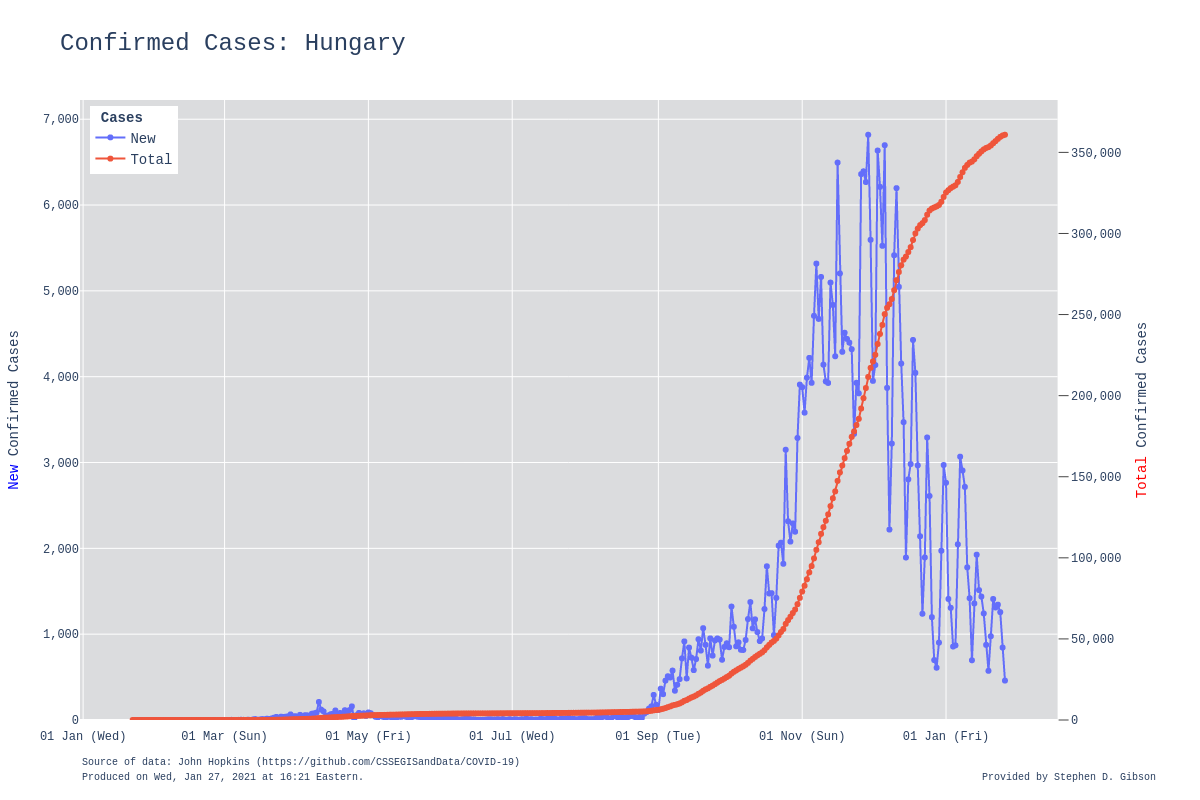 Confirmed Cases: Hungary
Cases
New
Total
7,000
6,000
5,000
4,000
3,000
2,000
1,000
0
New Confirmed Cases
350,000
300,000
250,000
200,000
150,000
100,000
50,000
0
Total Confirmed Cases
01 Jan (Wed) 01 Mar (Sun) 01 May (Fri) 01 Jul (Wed) 01 Sep (Tue) 01 Nov (Sun) 01 Jan (Fri)
Source of data: John Hopkins (https://github.com/CSSEGISandData/COVID-19)
Produced on Wed, Jan 27, 2021 at 16:21 Eastern.
Provided by Stephen D. Gibson